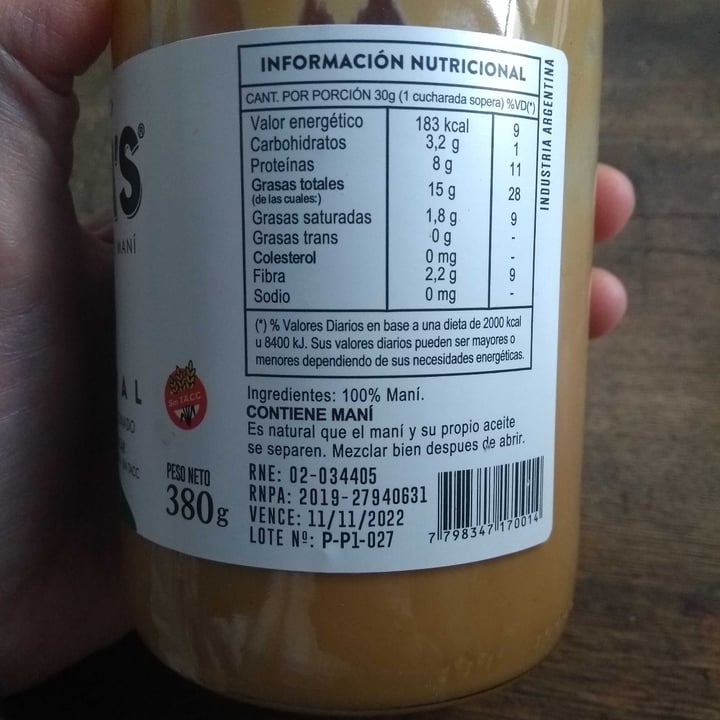 INFORMACIÓN NUTRICIONAL
CANT. POR PORCIÓN 30g (1 cucharada sopera) %VD(*)
Valor energético 183 kcal 9
Carbohidratos 3,2 g 1
Proteínas 8 g 11
Grasas totales 15 g 28
(de las cuales:)
Grasas saturadas 1,8 g 9
Grasas trans 0 g -
Colesterol 0 mg -
Fibra 2,2 g 9
Sodio 0 mg -
(*) % Valores Diarios en base a una dieta de 2000 kcal
u 8400 kJ. Sus valores diarios pueden ser mayores o
menores dependiendo de sus necesidades energéticas.
INDUSTRIA ARGENTINA
Ingredientes: 100% Maní.
CONTIENE MANÍ
Es natural que el maní y su propio aceite
se separen. Mezclar bien despues de abrir.
RNE: 02-034405
RNPA: 2019-27940631
VENCE: 11/11/2022
LOTE Nº: P-P1-027
7 798347 170014
'S®
MANÍ
AL
Sin T.A.C.C.
TACC
PESO NETO
380g